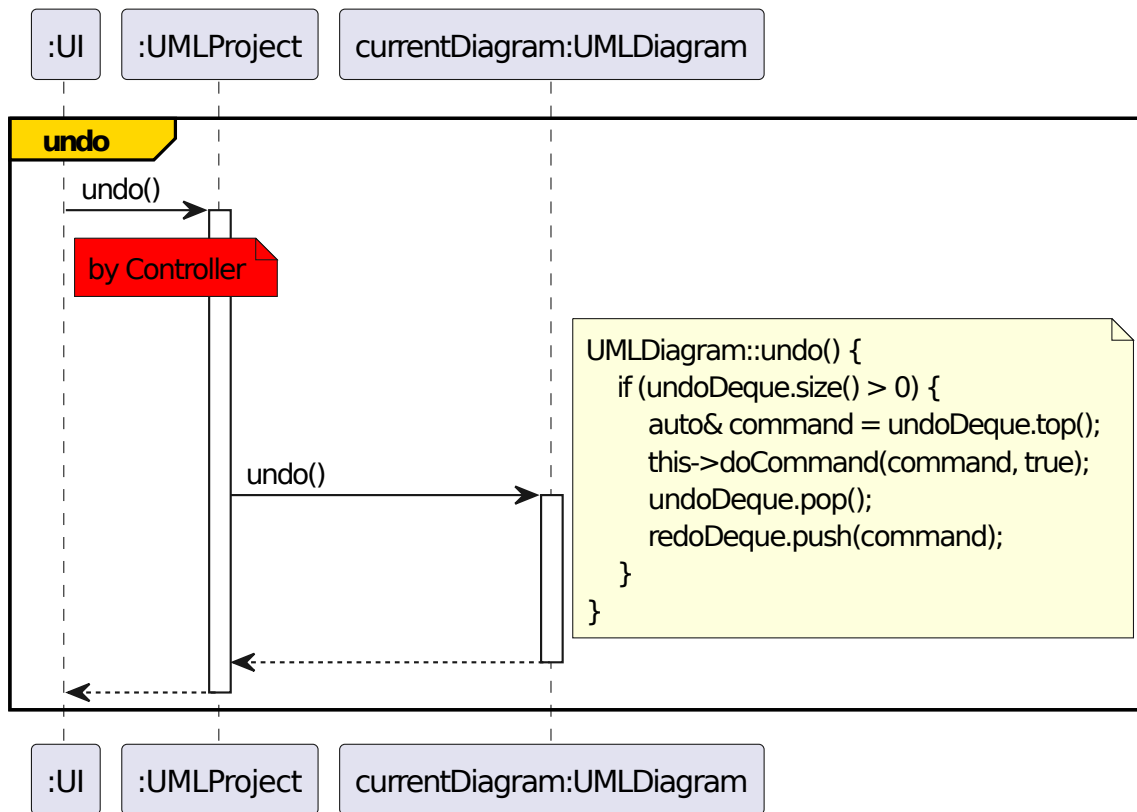 :UI
:UMLProject
currentDiagram:UMLDiagram
undo
undo()
by Controller
UMLDiagram::undo() {
if (undoDeque.size() > 0) {
auto& command = undoDeque.top();
this->doCommand(command, true);
undoDeque.pop();
redoDeque.push(command);
}
}
undo()
:UI
:UMLProject
currentDiagram:UMLDiagram